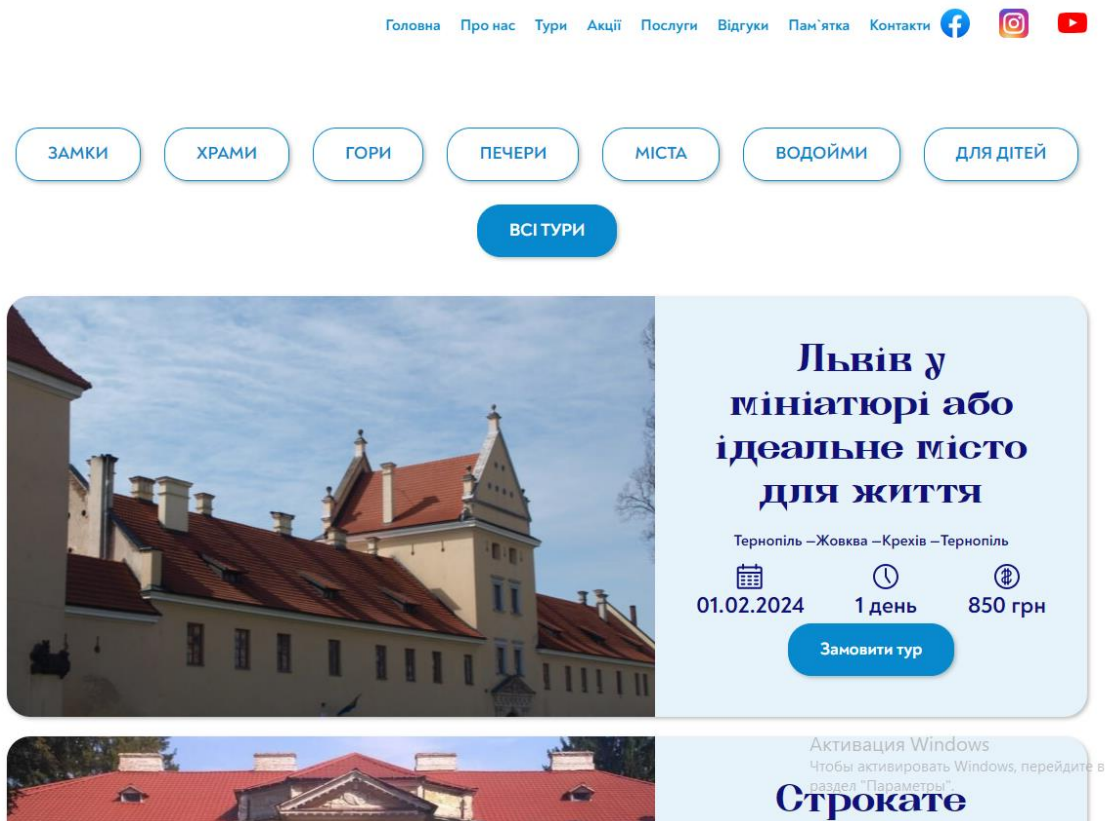 Головна Про нас Тури Акції Послуги Відгуки Пам`ятка Контакти
ЗАМКИ ХРАМИ ГОРИ ПЕЧЕРИ МІСТА ВОДОЙМИ ДЛЯ ДІТЕЙ
ВСІ ТУРИ
Львів у
мініатюрі або
ідеальне місто
для життя
Тернопіль –Жовква –Крехів –Тернопіль
01.02.2024 1 день 850 грн
Замовити тур
Активация Windows
Чтобы активировать Windows, перейдите в
раздел "Параметры".
Строкате